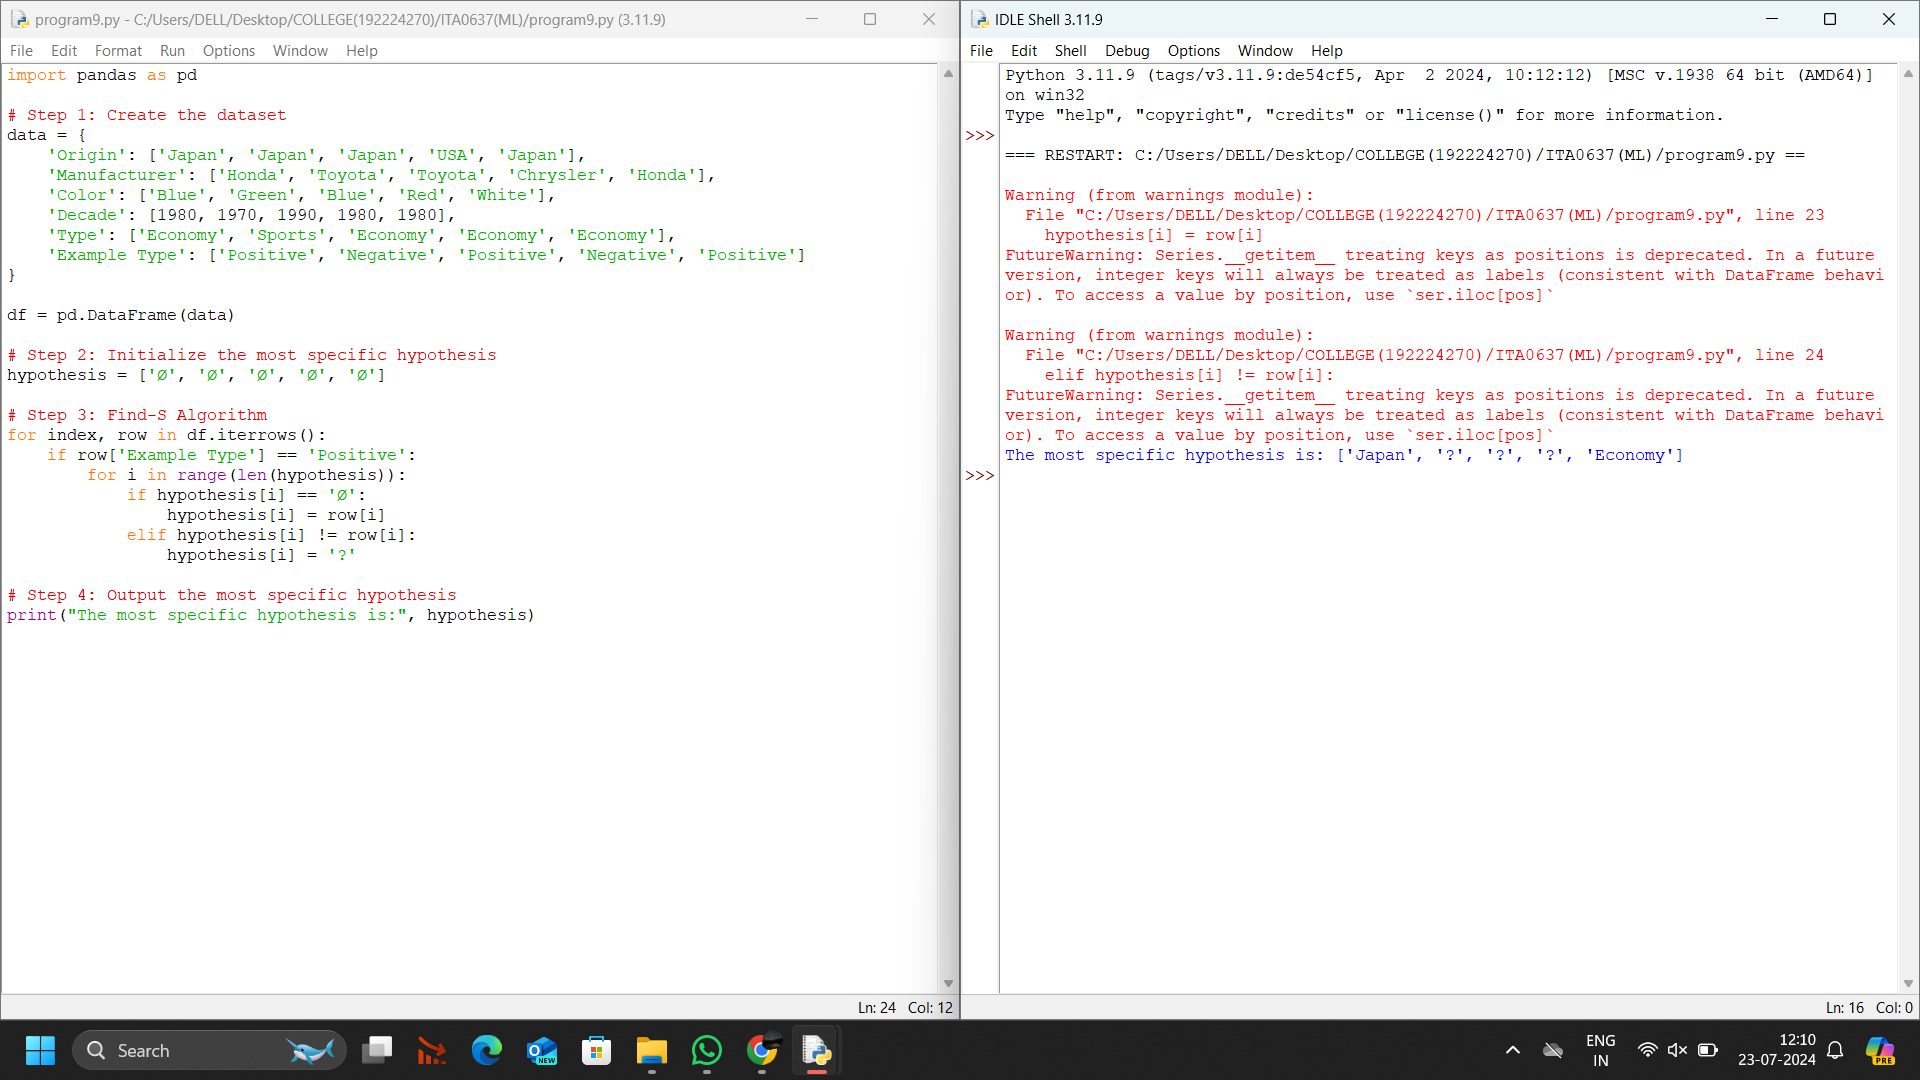 program9.py - C:/Users/DELL/Desktop/COLLEGE(192224270)/ITA0637(ML)/program9.py (3.11.9)
File Edit Format Run Options Window Help
import pandas as pd
# Step 1: Create the dataset
data = {
    'Origin': ['Japan', 'Japan', 'Japan', 'USA', 'Japan'],
    'Manufacturer': ['Honda', 'Toyota', 'Toyota', 'Chrysler', 'Honda'],
    'Color': ['Blue', 'Green', 'Blue', 'Red', 'White'],
    'Decade': [1980, 1970, 1990, 1980, 1980],
    'Type': ['Economy', 'Sports', 'Economy', 'Economy', 'Economy'],
    'Example Type': ['Positive', 'Negative', 'Positive', 'Negative', 'Positive']
}
df = pd.DataFrame(data)
# Step 2: Initialize the most specific hypothesis
hypothesis = ['Ø', 'Ø', 'Ø', 'Ø', 'Ø']
# Step 3: Find-S Algorithm
for index, row in df.iterrows():
    if row['Example Type'] == 'Positive':
        for i in range(len(hypothesis)):
            if hypothesis[i] == 'Ø':
                hypothesis[i] = row[i]
            elif hypothesis[i] != row[i]:
                hypothesis[i] = '?'
# Step 4: Output the most specific hypothesis
print("The most specific hypothesis is:", hypothesis)
Ln: 24 Col: 12
IDLE Shell 3.11.9
File Edit Shell Debug Options Window Help
Python 3.11.9 (tags/v3.11.9:de54cf5, Apr  2 2024, 10:12:12) [MSC v.1938 64 bit (AMD64)]
on win32
Type "help", "copyright", "credits" or "license()" for more information.
>>>
=== RESTART: C:/Users/DELL/Desktop/COLLEGE(192224270)/ITA0637(ML)/program9.py ==
Warning (from warnings module):
  File "C:/Users/DELL/Desktop/COLLEGE(192224270)/ITA0637(ML)/program9.py", line 23
    hypothesis[i] = row[i]
FutureWarning: Series.__getitem__ treating keys as positions is deprecated. In a future
version, integer keys will always be treated as labels (consistent with DataFrame behavi
or). To access a value by position, use `ser.iloc[pos]`
Warning (from warnings module):
  File "C:/Users/DELL/Desktop/COLLEGE(192224270)/ITA0637(ML)/program9.py", line 24
    elif hypothesis[i] != row[i]:
FutureWarning: Series.__getitem__ treating keys as positions is deprecated. In a future
version, integer keys will always be treated as labels (consistent with DataFrame behavi
or). To access a value by position, use `ser.iloc[pos]`
The most specific hypothesis is: ['Japan', '?', '?', '?', 'Economy']
>>>
Ln: 16 Col: 0
Search
NEW
ENG
IN
12:10
23-07-2024
PRE